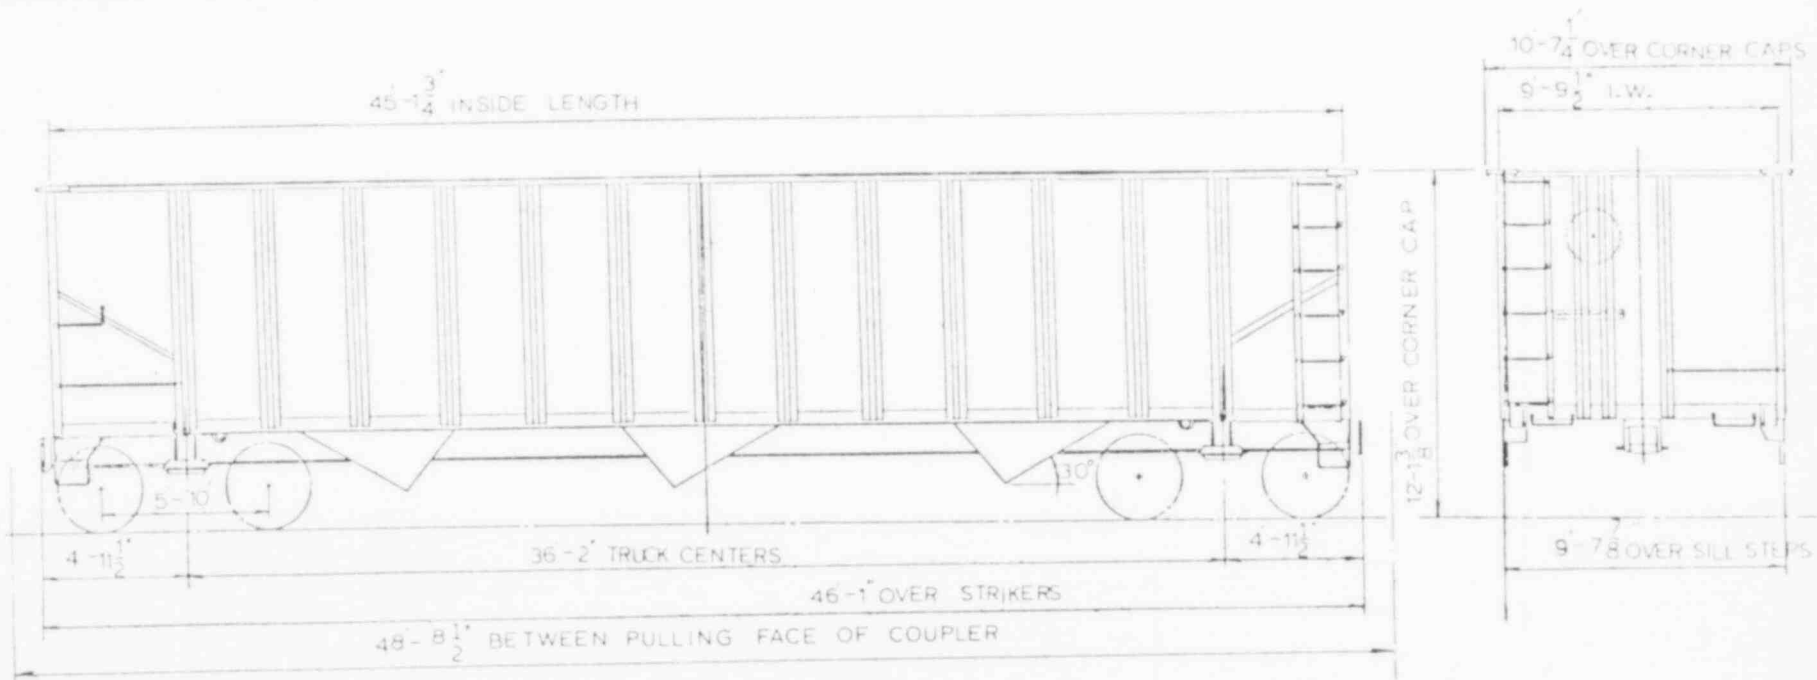 45'-1 3/4" INSIDE LENGTH
10'-7 1/4" OVER CORNER CAPS
9'-9 1/2" I.W.
12'-1 3/8" OVER CORNER CAP
30°
5'-10"
4'-11 1/2"
36'-2" TRUCK CENTERS
4'-11 1/2"
9'-7 7/8" OVER SILL STEPS
46'-1" OVER STRIKERS
48'-8 1/2" BETWEEN PULLING FACE OF COUPLER